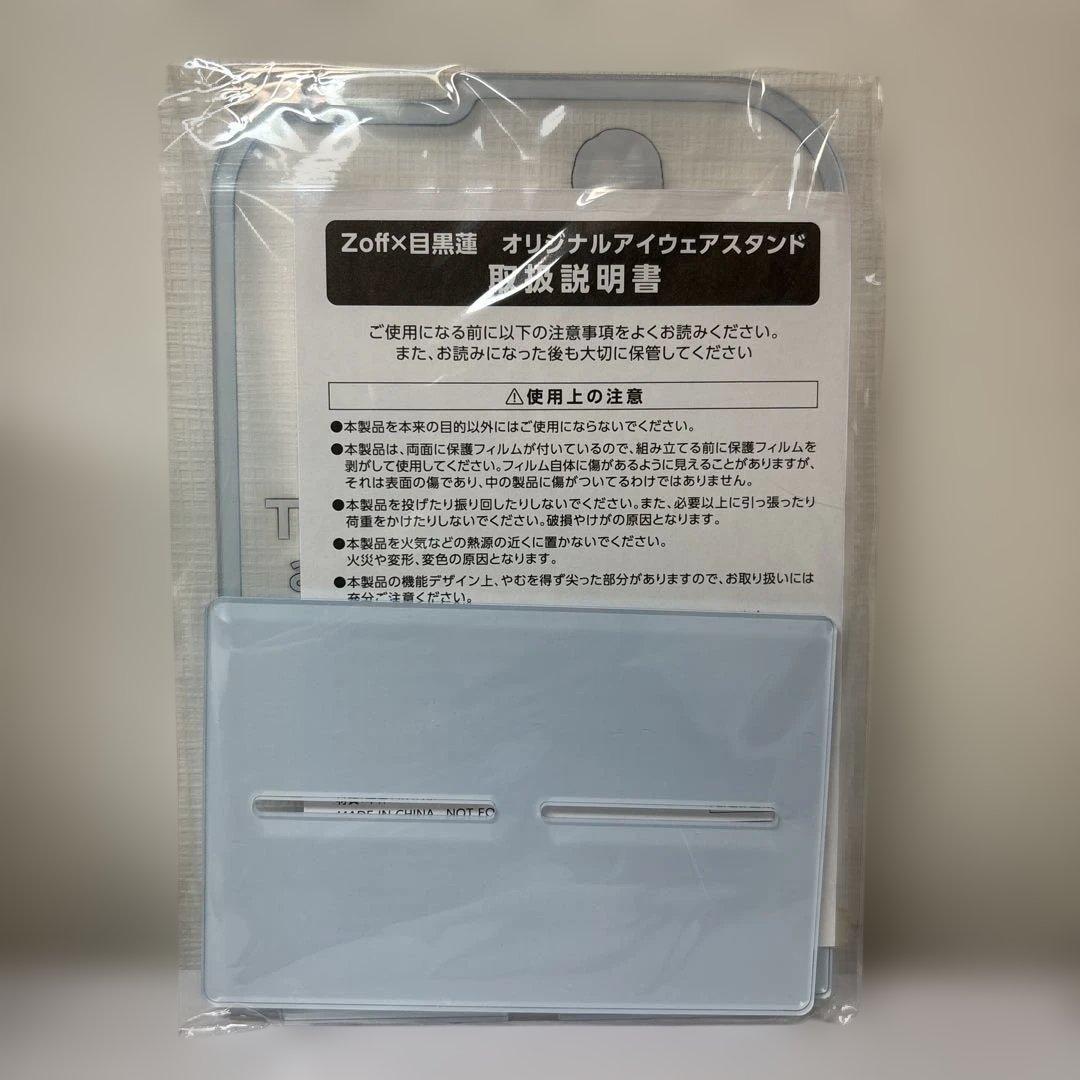 Zoff×目黒蓮　オリジナルアイウェアスタンド
取扱説明書
ご使用になる前に以下の注意事項をよくお読みください。
また、お読みになった後も大切に保管してください
⚠使用上の注意
●本製品を本来の目的以外にはご使用にならないでください。
●本製品は、両面に保護フィルムが付いているので、組み立てる前に保護フィルムを
剥がして使用してください。フィルム自体に傷があるように見えることがありますが、
それは表面の傷であり、中の製品に傷がついてるわけではありません。
●本製品を投げたり振り回したりしないでください。また、必要以上に引っ張ったり
荷重をかけたりしないでください。破損やけがの原因となります。
●本製品を火気などの熱源の近くに置かないでください。
火災や変形、変色の原因となります。
●本製品の機能デザイン上、やむを得ず尖った部分がありますので、お取り扱いには
充分ご注意ください。
T
a
MADE IN CHINA NOT FO